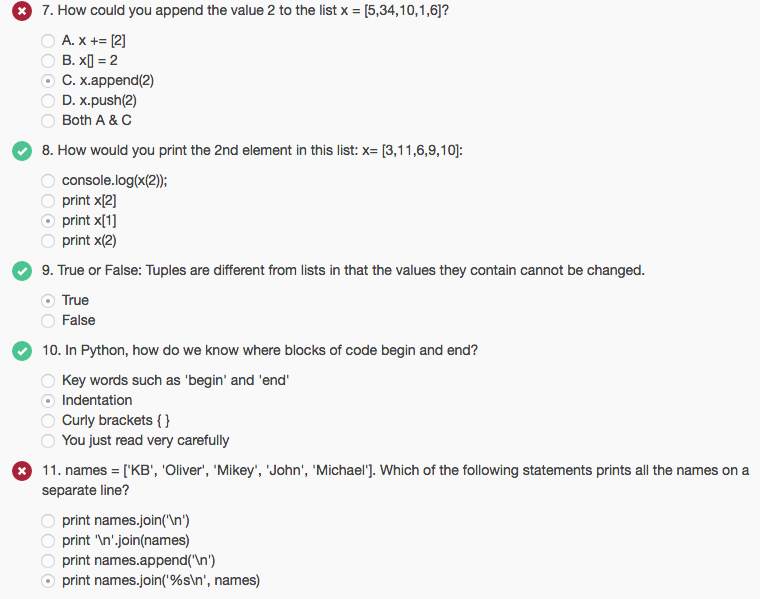 7. How could you append the value 2 to the list x = [5,34,10,1,6]?
A. x += [2]
B. x[] = 2
C. x.append(2)
D. x.push(2)
Both A & C
8. How would you print the 2nd element in this list: x= [3,11,6,9,10]:
console.log(x(2));
print x[2]
print x[1]
print x(2)
9. True or False: Tuples are different from lists in that the values they contain cannot be changed.
True
False
10. In Python, how do we know where blocks of code begin and end?
Key words such as 'begin' and 'end'
Indentation
Curly brackets { }
You just read very carefully
11. names = ['KB', 'Oliver', 'Mikey', 'John', 'Michael']. Which of the following statements prints all the names on a
separate line?
print names.join('\n')
print '\n'.join(names)
print names.append('\n')
print names.join('%s\n', names)